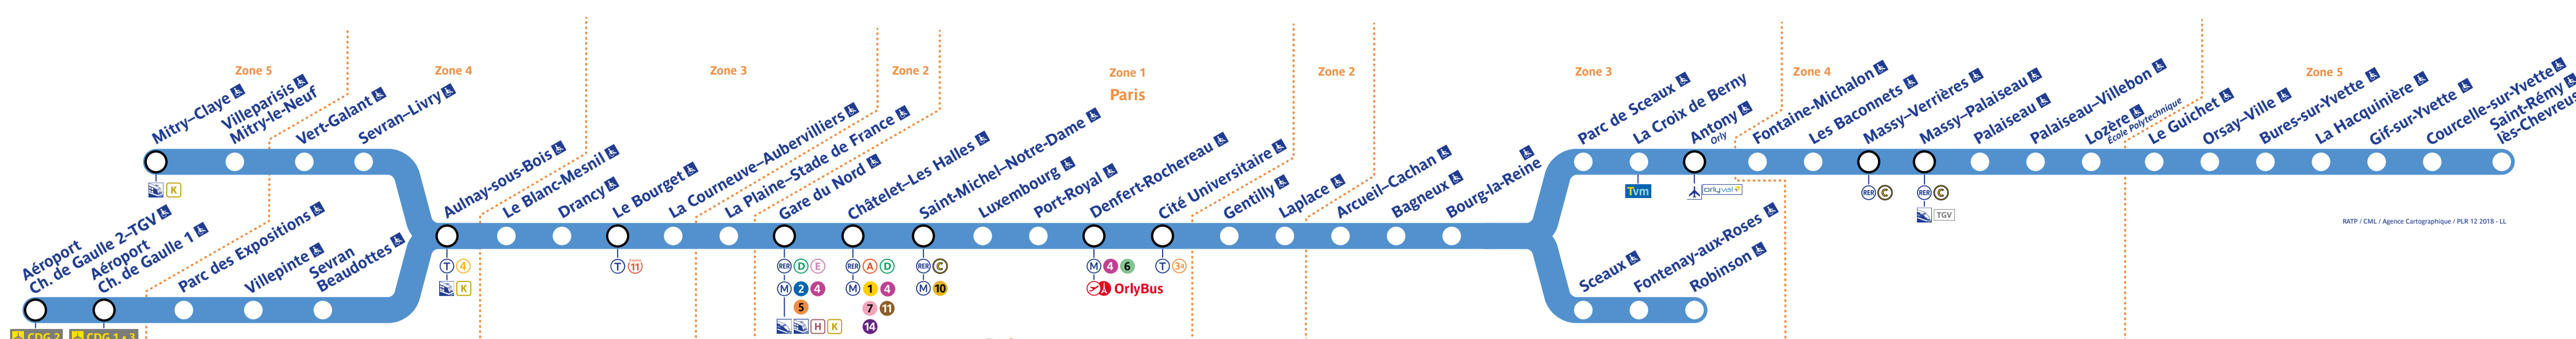 Zone 5
Zone 4
Zone 3
Zone 2
Zone 1
Paris
Zone 2
Zone 3
Zone 4
Zone 5
Mitry–Claye
Villeparisis
Mitry-le-Neuf
Vert-Galant
Sevran–Livry
K
Aéroport
Ch. de Gaulle 2–TGV
Aéroport
Ch. de Gaulle 1
Parc des Expositions
Villepinte
Sevran
Beaudottes
CDG 2
CDG 1 • 3
Aulnay-sous-Bois
T 4
K
Le Blanc-Mesnil
Drancy
Le Bourget
T 11
La Courneuve–Aubervilliers
La Plaine–Stade de France
Gare du Nord
RER D E
M 2 4
5
H K
Châtelet–Les Halles
RER A D
M 1 4
7 11
14
Saint-Michel–Notre-Dame
RER C
M 10
Luxembourg
Port-Royal
Denfert-Rochereau
M 4 6
OrlyBus
Cité Universitaire
T 3a
Gentilly
Laplace
Arcueil–Cachan
Bagneux
Bourg-la-Reine
Parc de Sceaux
La Croix de Berny
Tvm
Antony
Orly
orlyval
Fontaine-Michalon
Les Baconnets
Massy–Verrières
RER C
Massy–Palaiseau
RER C
TGV
Palaiseau
Palaiseau–Villebon
Lozère
École Polytechnique
Le Guichet
Orsay–Ville
Bures-sur-Yvette
La Hacquinière
Gif-sur-Yvette
Courcelle-sur-Yvette
Saint-Rémy
lès-Chevreus
Sceaux
Fontenay-aux-Roses
Robinson
RATP / CML / Agence Cartographique / PLR 12 2018 - LL